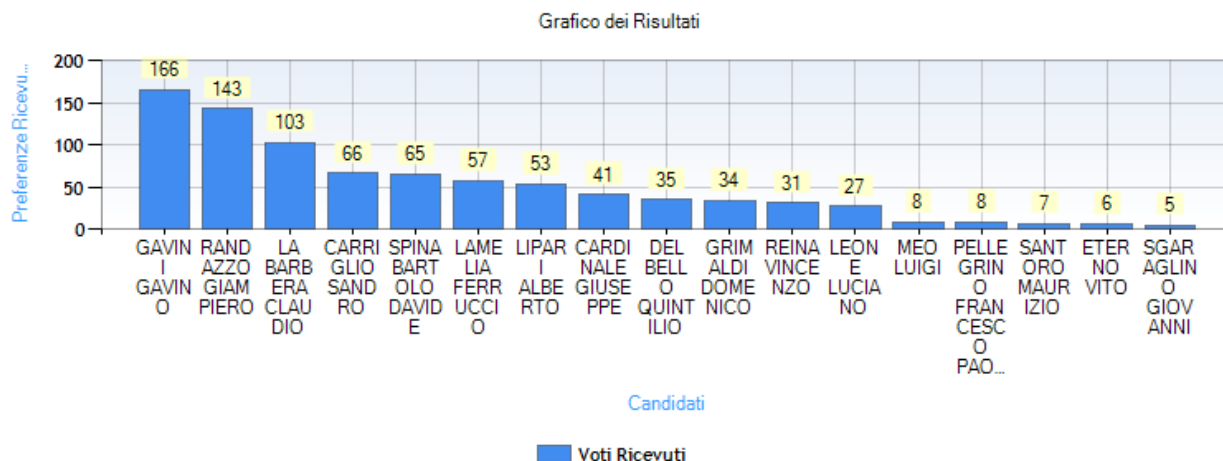 Grafico dei Risultati
Preferenze Ricevu...
200
150
100
50
0
166
143
103
66
65
57
53
41
35
34
31
27
8
8
7
6
5
GAVIN
I
GAVIN
O
RAND
AZZO
GIAM
PIERO
LA
BARB
ERA
CLAU
DIO
CARRI
GLIO
SAND
RO
SPINA
BART
OLO
DAVID
E
LAME
LIA
FERR
UCCI
O
LIPAR
I
ALBE
RTO
CARDI
NALE
GIUSE
PPE
DEL
BELL
O
QUINT
ILIO
GRIM
ALDI
DOME
NICO
REINA
VINCE
NZO
LEON
E
LUCIA
NO
MEO
LUIGI
PELLE
GRIN
O
FRAN
CESC
O
PAO...
SANT
ORO
MAUR
IZIO
ETER
NO
VITO
SGAR
AGLIN
O
GIOV
ANNI
Candidati
Voti Ricevuti